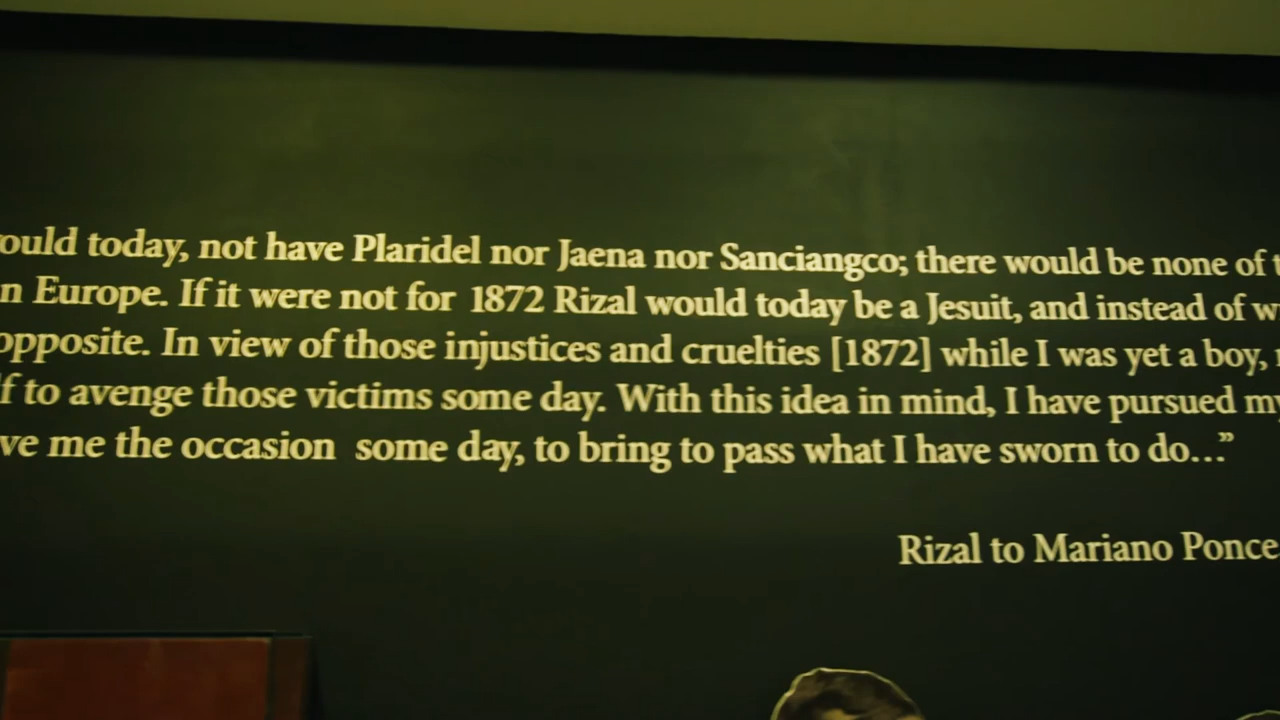 ould today, not have Plaridel nor Jaena nor Sanciangco; there would be none of t
n Europe. If it were not for 1872 Rizal would today be a Jesuit, and instead of w
opposite. In view of those injustices and cruelties [1872] while I was yet a boy,
f to avenge those victims some day. With this idea in mind, I have pursued my
ve me the occasion some day, to bring to pass what I have sworn to do...”
Rizal to Mariano Ponce